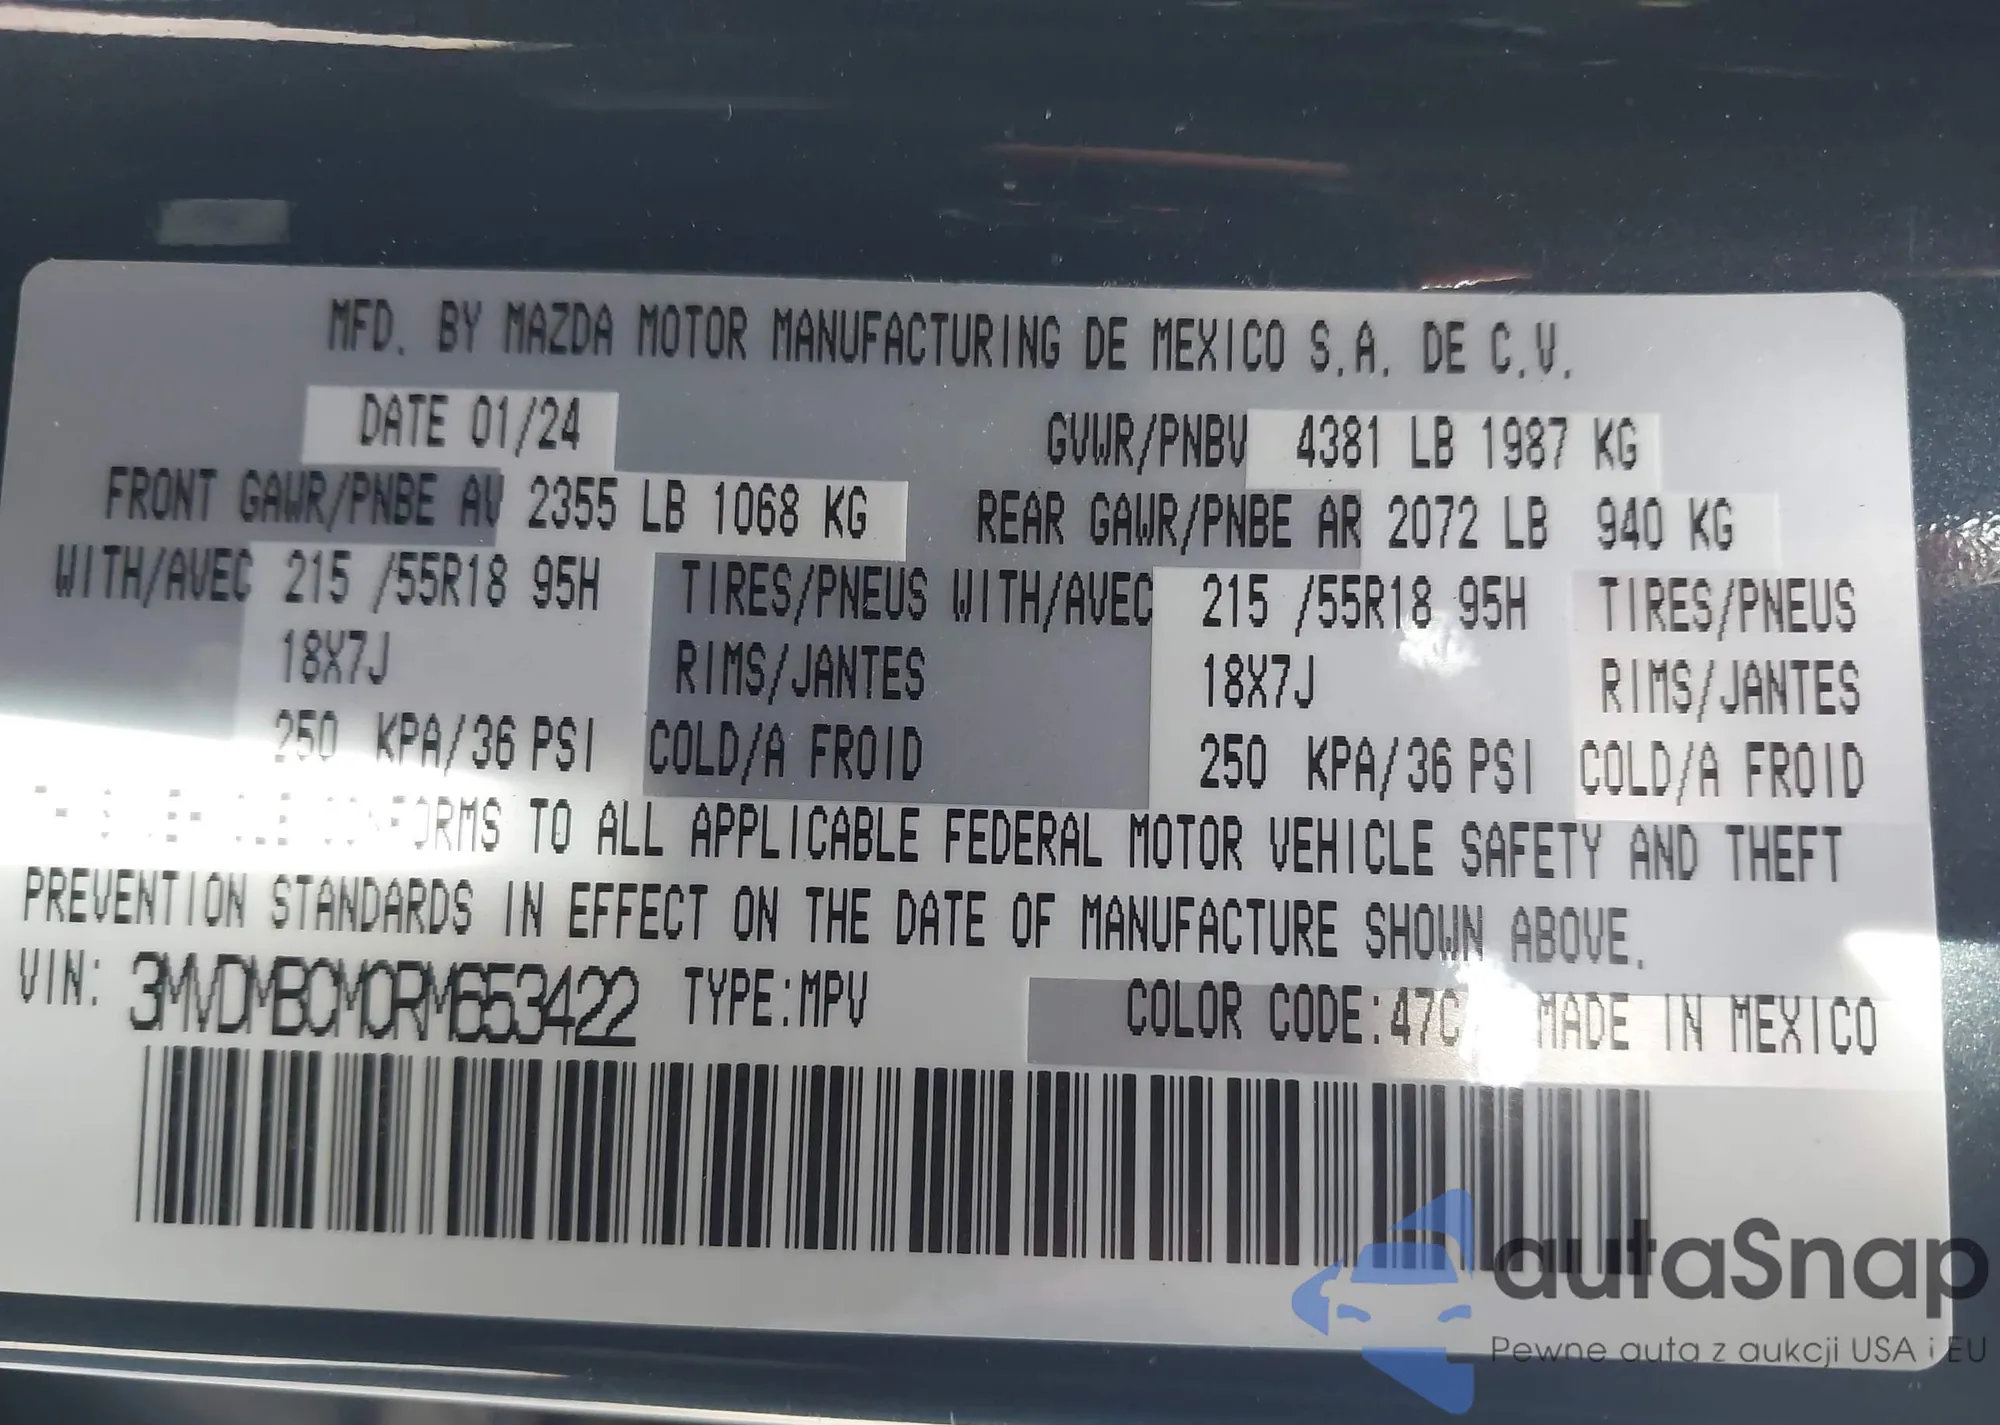 MFD. BY MAZDA MOTOR MANUFACTURING DE MEXICO S.A. DE C.V.
DATE 01/24 GVWR/PNBV 4381 LB 1987 KG
FRONT GAWR/PNBE AV 2355 LB 1068 KG REAR GAWR/PNBE AR 2072 LB 940 KG
WITH/AVEC 215 /55R18 95H TIRES/PNEUS WITH/AVEC 215 /55R18 95H TIRES/PNEUS
18X7J RIMS/JANTES 18X7J RIMS/JANTES
250 KPA/36 PSI COLD/A FROID 250 KPA/36 PSI COLD/A FROID
THIS VEHICLE CONFORMS TO ALL APPLICABLE FEDERAL MOTOR VEHICLE SAFETY AND THEFT
PREVENTION STANDARDS IN EFFECT ON THE DATE OF MANUFACTURE SHOWN ABOVE.
VIN: 3MVDMBCM0RM653422 TYPE:MPV COLOR CODE:47C MADE IN MEXICO
autaSnap
Pewne auta z aukcji USA i EU